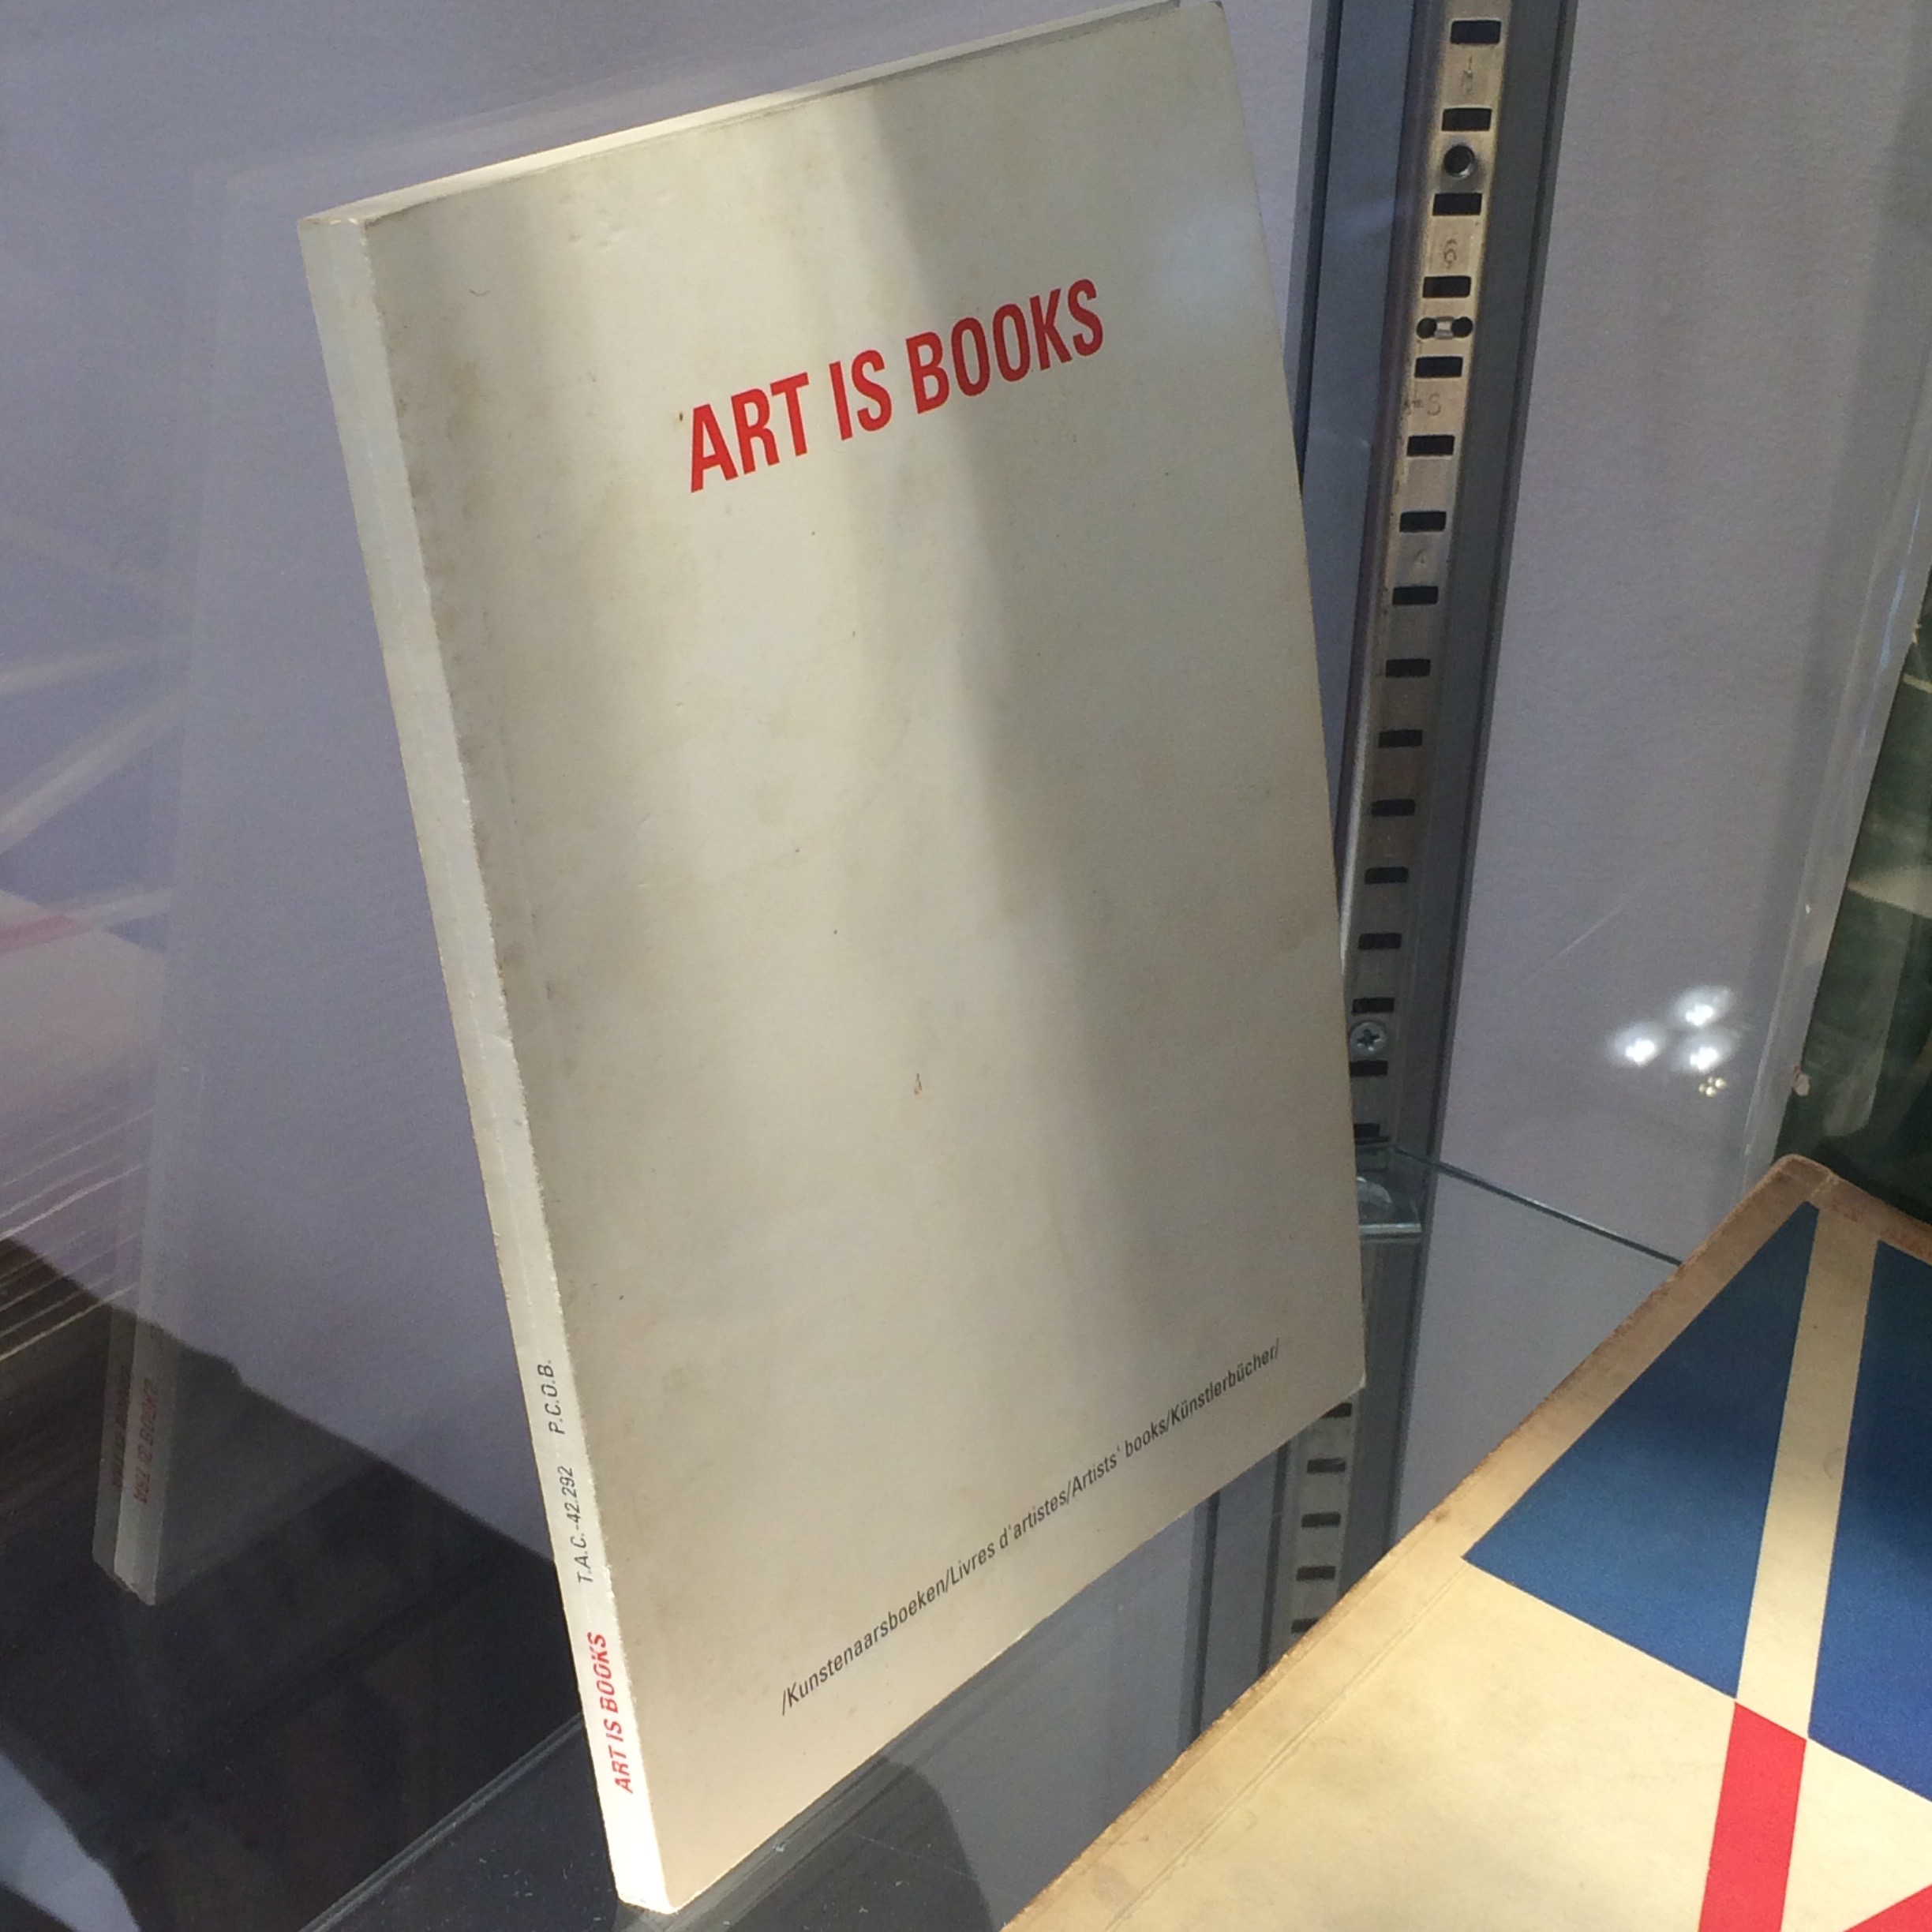 ART IS BOOKS
/Kunstenaarsboeken/Livres d'artistes/Artists' books/Künstlerbücher/
ART IS BOOKS T.A.C.-42.292 P.C.O.B.